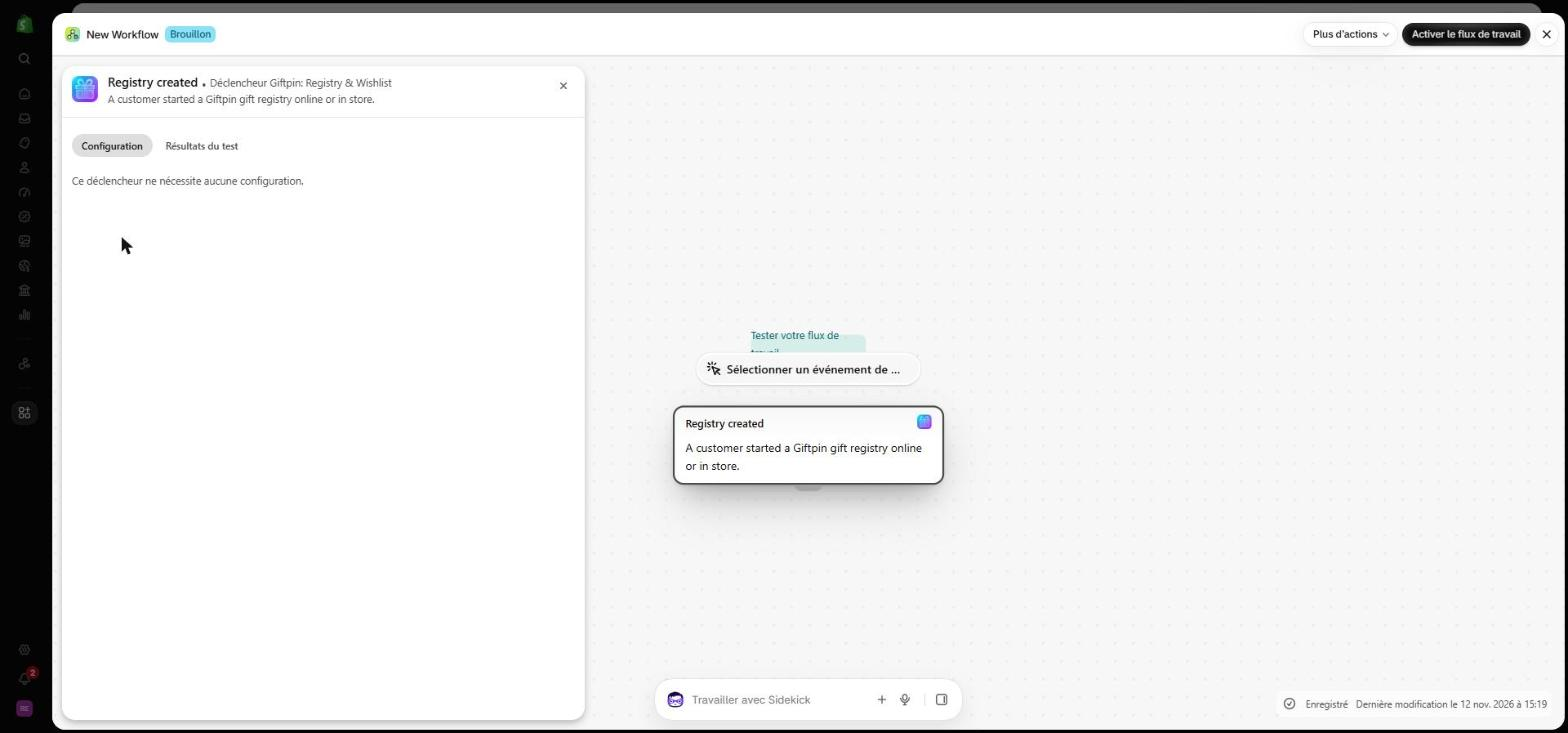 New Workflow
Brouillon
Plus d'actions
Activer le flux de travail
Registry created • Déclencheur Giftpin: Registry & Wishlist
A customer started a Giftpin gift registry online or in store.
Configuration
Résultats du test
Ce déclencheur ne nécessite aucune configuration.
Tester votre flux de
travail
Sélectionner un événement de ...
Registry created
A customer started a Giftpin gift registry online
or in store.
2
Travailler avec Sidekick
Enregistré
Dernière modification le 12 nov. 2026 à 15:19